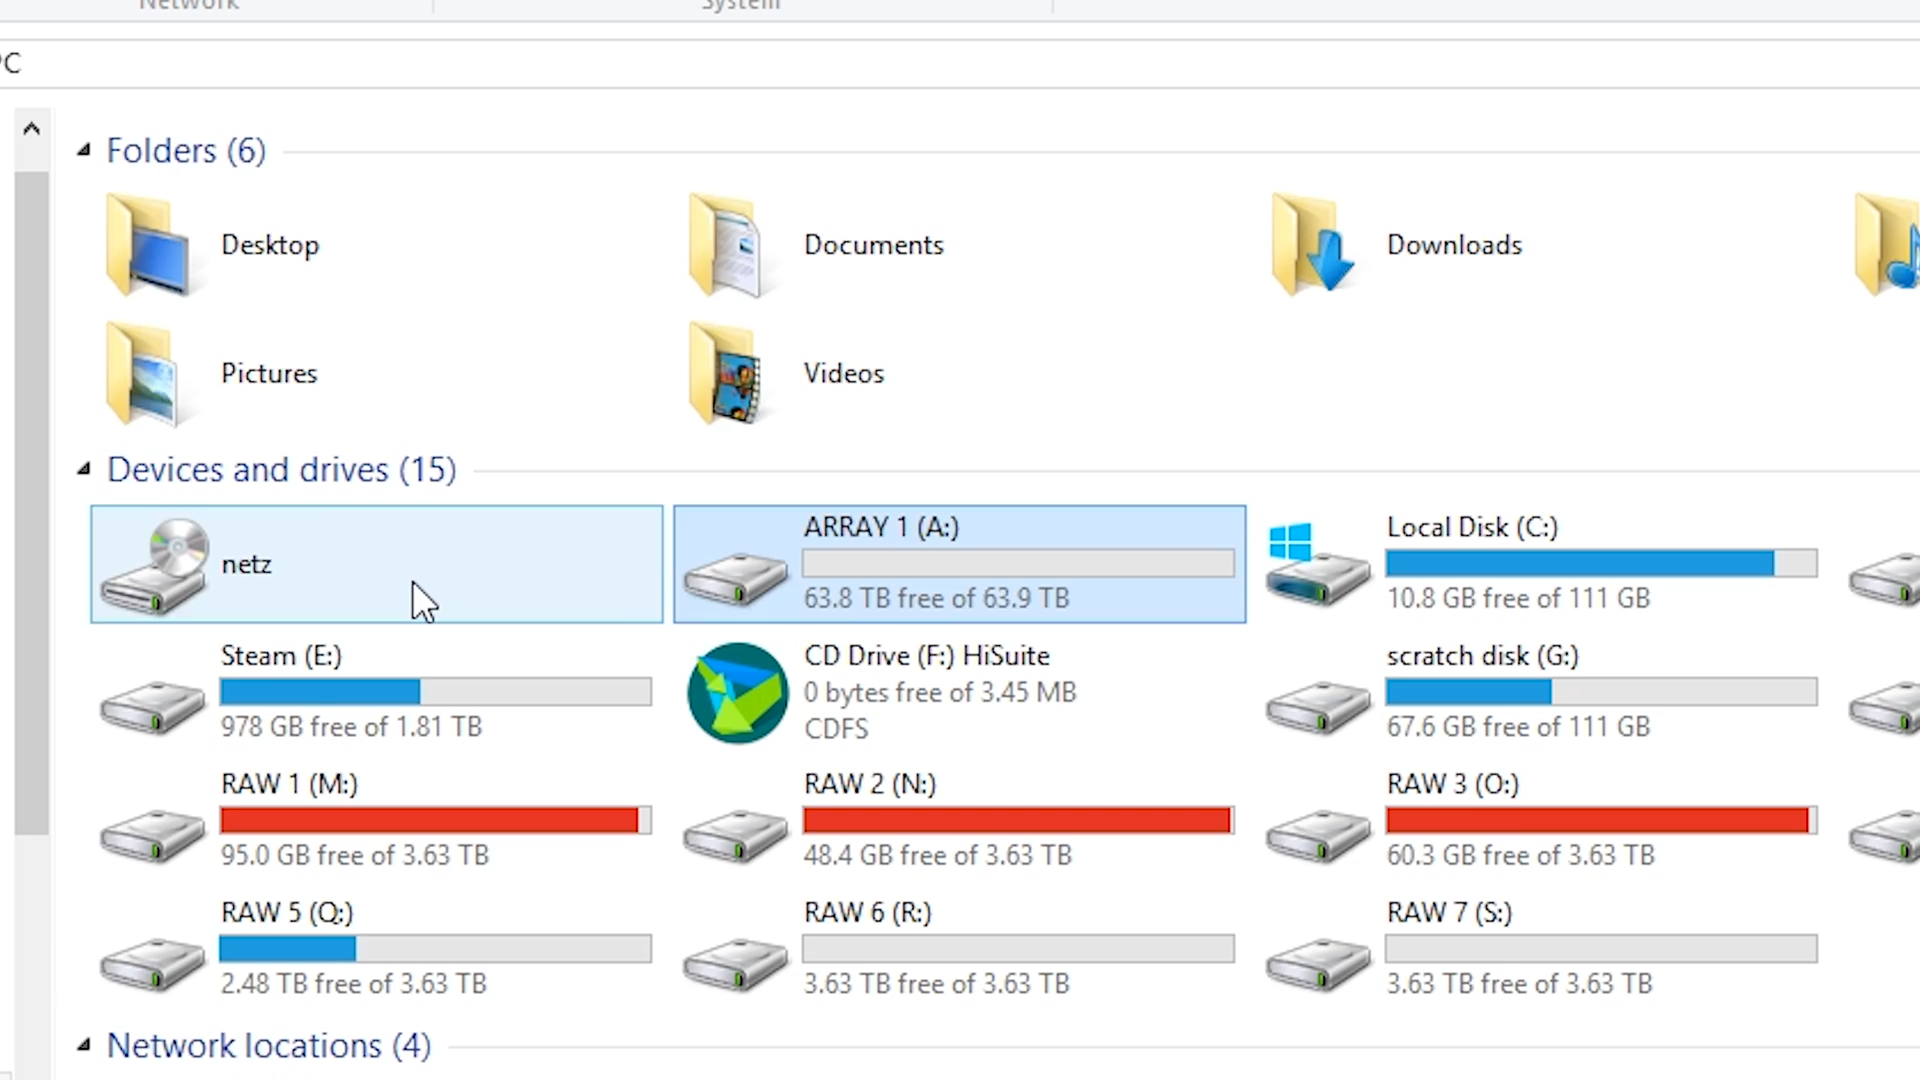 Network System
PC
Folders (6)
Desktop Documents Downloads
Pictures Videos
Devices and drives (15)
netz
ARRAY 1 (A:)
63.8 TB free of 63.9 TB
Local Disk (C:)
10.8 GB free of 111 GB
Steam (E:)
978 GB free of 1.81 TB
CD Drive (F:) HiSuite
0 bytes free of 3.45 MB
CDFS
scratch disk (G:)
67.6 GB free of 111 GB
RAW 1 (M:)
95.0 GB free of 3.63 TB
RAW 2 (N:)
48.4 GB free of 3.63 TB
RAW 3 (O:)
60.3 GB free of 3.63 TB
RAW 5 (Q:)
2.48 TB free of 3.63 TB
RAW 6 (R:)
3.63 TB free of 3.63 TB
RAW 7 (S:)
3.63 TB free of 3.63 TB
Network locations (4)